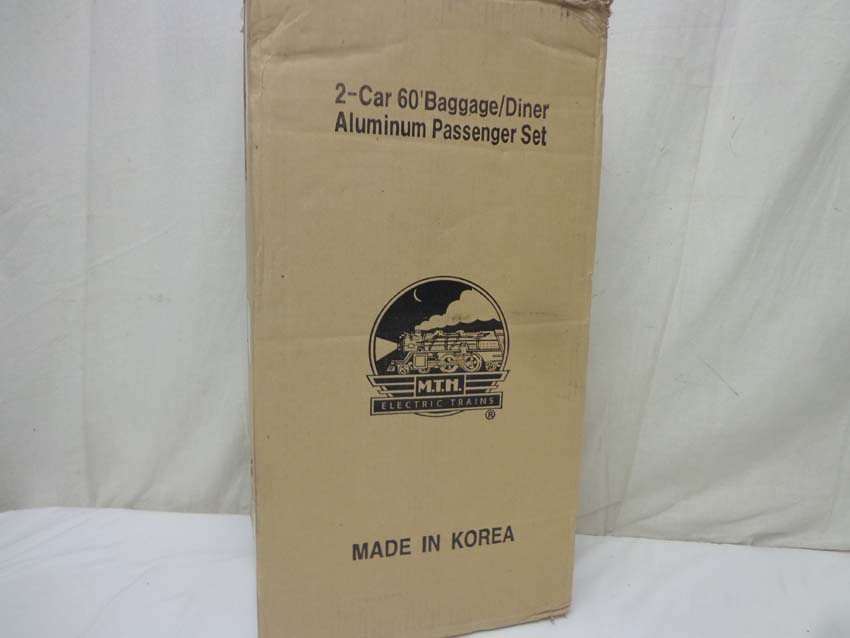 2-Car 60'Baggage/Diner
Aluminum Passenger Set
M.T.H.
ELECTRIC TRAINS
®
MADE IN KOREA